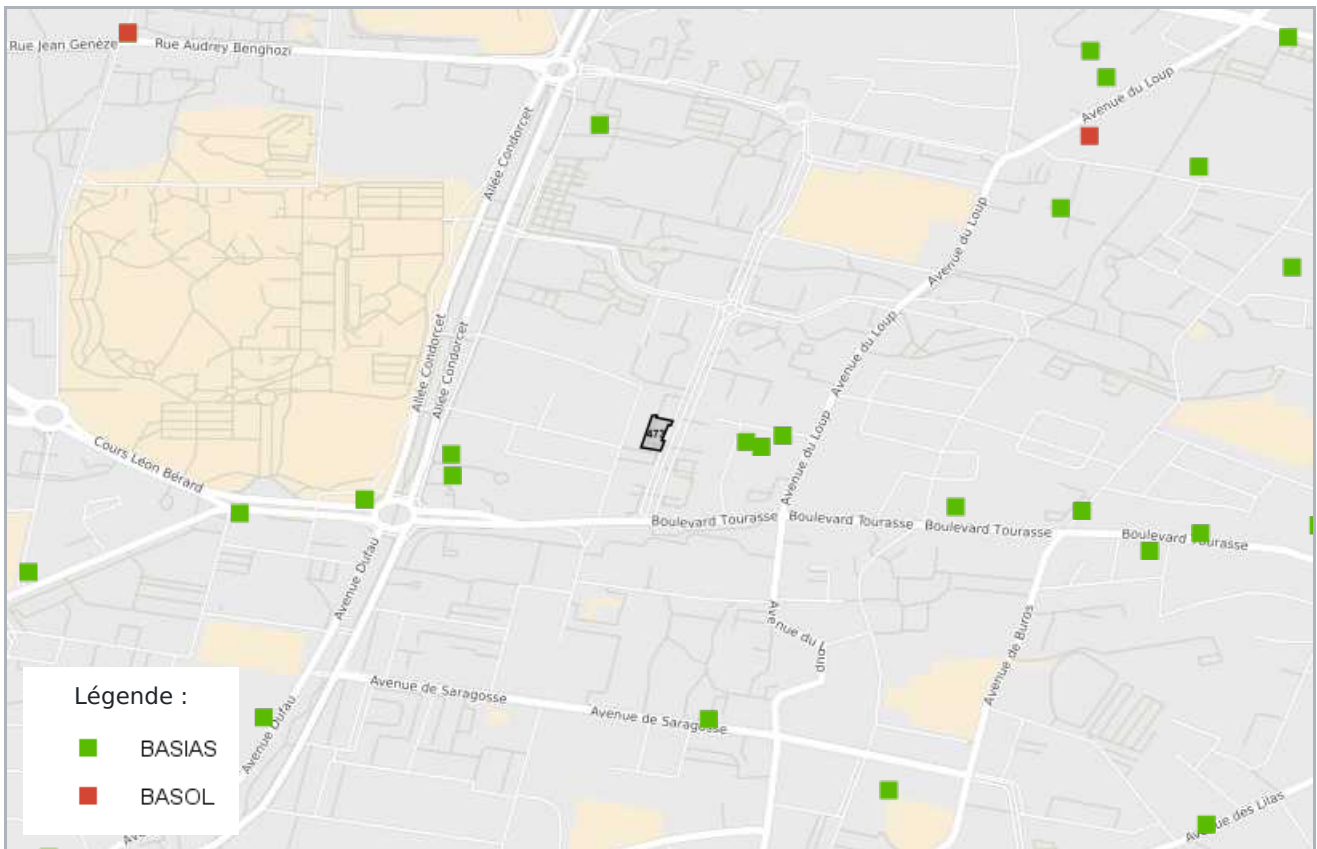 Rue Jean Genèze
Rue Audrey Benghozi
Avenue du Loup
Allée Condorcet
Avenue du Loup
Avenue du Loup
Allée Condorcet
Allée Condorcet
Avenue du Loup
Cours Léon Bérard
Boulevard Tourasse
Boulevard Tourasse
Boulevard Tourasse
Boulevard Tourasse
Avenue Dufau
Avenue du Loup
Avenue de Buros
Avenue de Saragosse
Avenue de Saragosse
Avenue Dufau
Avenue des Lilas
Légende :
BASIAS
BASOL